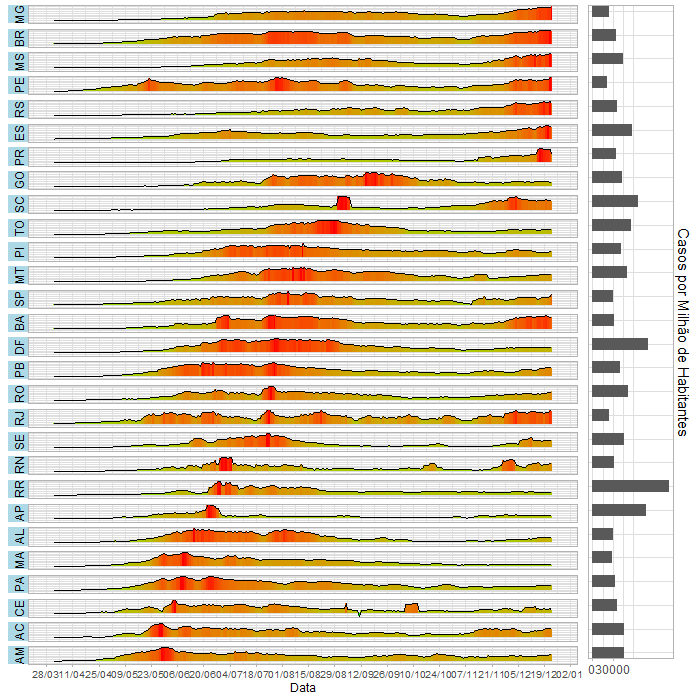 MG
BR
MS
PE
RS
ES
PR
GO
SC
TO
PI
MT
SP
BA
DF
PB
RO
RJ
SE
RN
RR
AP
AL
MA
PA
CE
AC
AM
28/03 11/04 25/04 09/05 23/05 06/06 20/06 04/07 18/07 01/08 15/08 29/08 12/09 26/09 10/10 24/10 07/11 21/11 05/12 19/12 02/01
Data
030000
Casos por Milhão de Habitantes